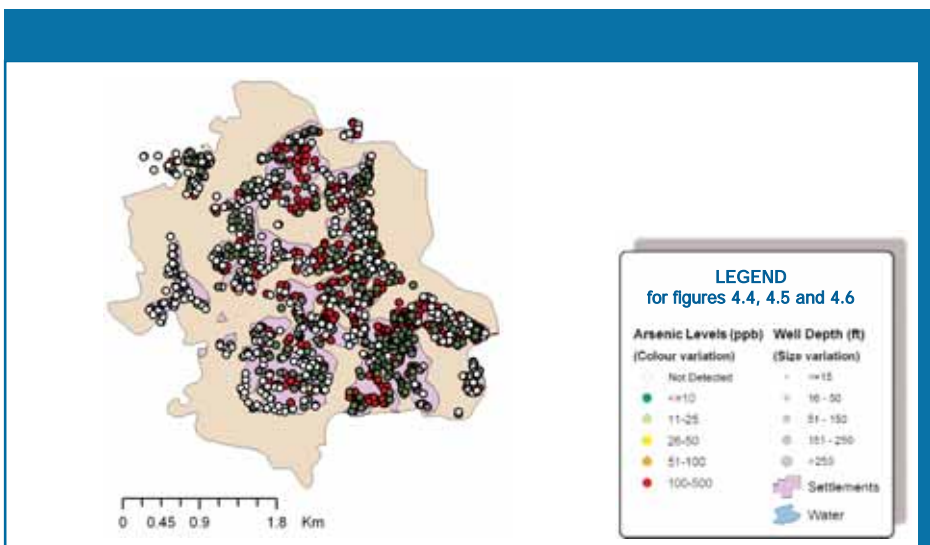 LEGEND
for figures 4.4, 4.5 and 4.6
Arsenic Levels (ppb) Well Depth (ft)
(Colour variation) (Size variation)
Not Detected <=15
<=10 16 - 50
11-25 51 - 150
26-50 151 - 250
51-100 >250
100-500 Settlements
Water
0 0.45 0.9 1.8 Km